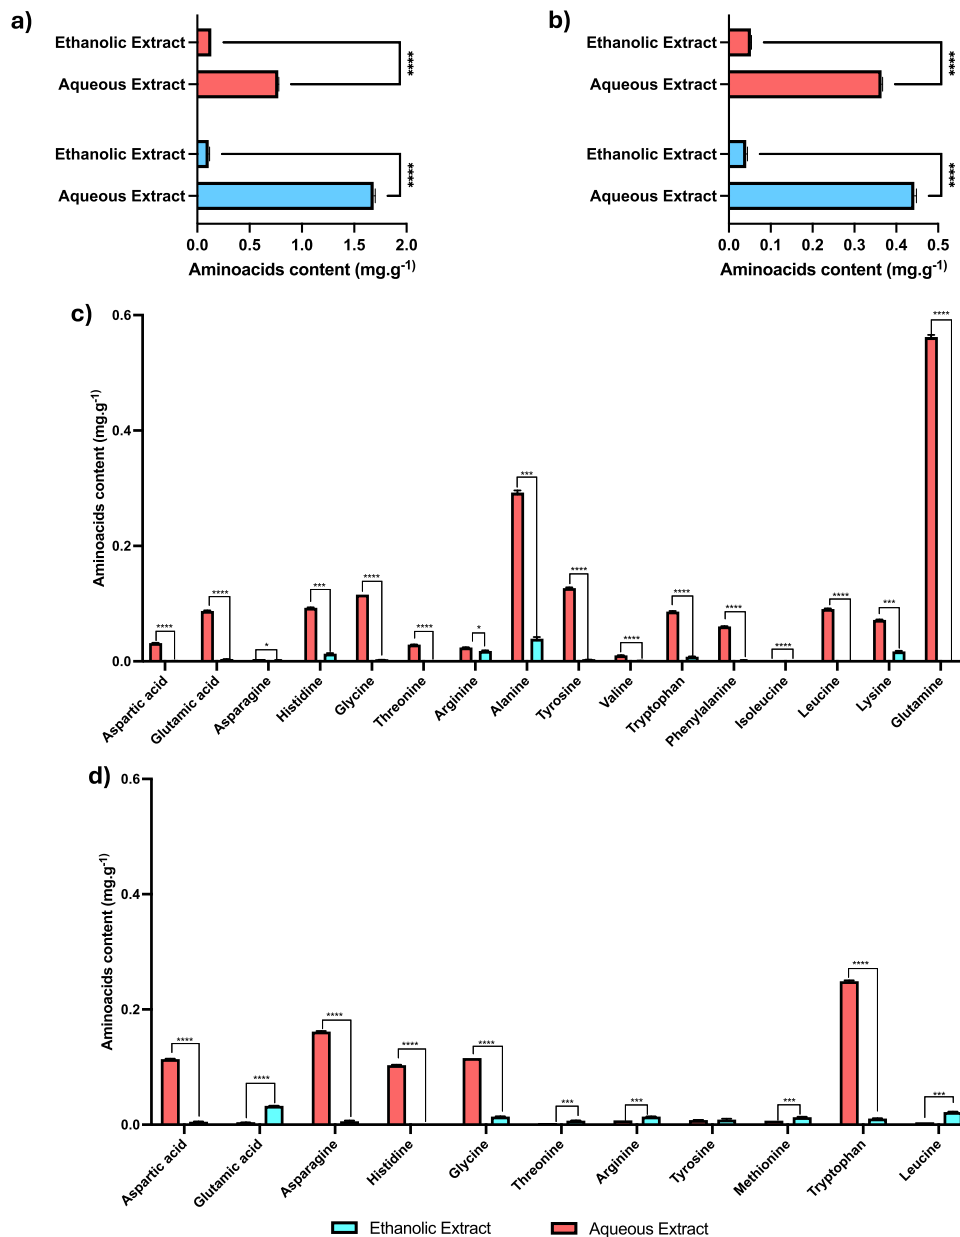 a)
Ethanolic Extract
Aqueous Extract
Ethanolic Extract
Aqueous Extract
****
****
0.0 0.5 1.0 1.5 2.0
Aminoacids content (mg.g-1)
b)
Ethanolic Extract
Aqueous Extract
Ethanolic Extract
Aqueous Extract
****
****
0.0 0.1 0.2 0.3 0.4 0.5
Aminoacids content (mg.g-1)
c)
Aminoacids content (mg.g-1)
0.6
0.4
0.2
0.0
**** **** * *** **** **** * *** **** **** **** **** **** **** *** ****
Aspartic acid
Glutamic acid
Asparagine
Histidine
Glycine
Threonine
Arginine
Alanine
Tyrosine
Valine
Tryptophan
Phenylalanine
Isoleucine
Leucine
Lysine
Glutamine
d)
Aminoacids content (mg.g-1)
0.6
0.4
0.2
0.0
**** **** **** **** **** *** *** *** **** ***
Aspartic acid
Glutamic acid
Asparagine
Histidine
Glycine
Threonine
Arginine
Tyrosine
Methionine
Tryptophan
Leucine
Ethanolic Extract
Aqueous Extract